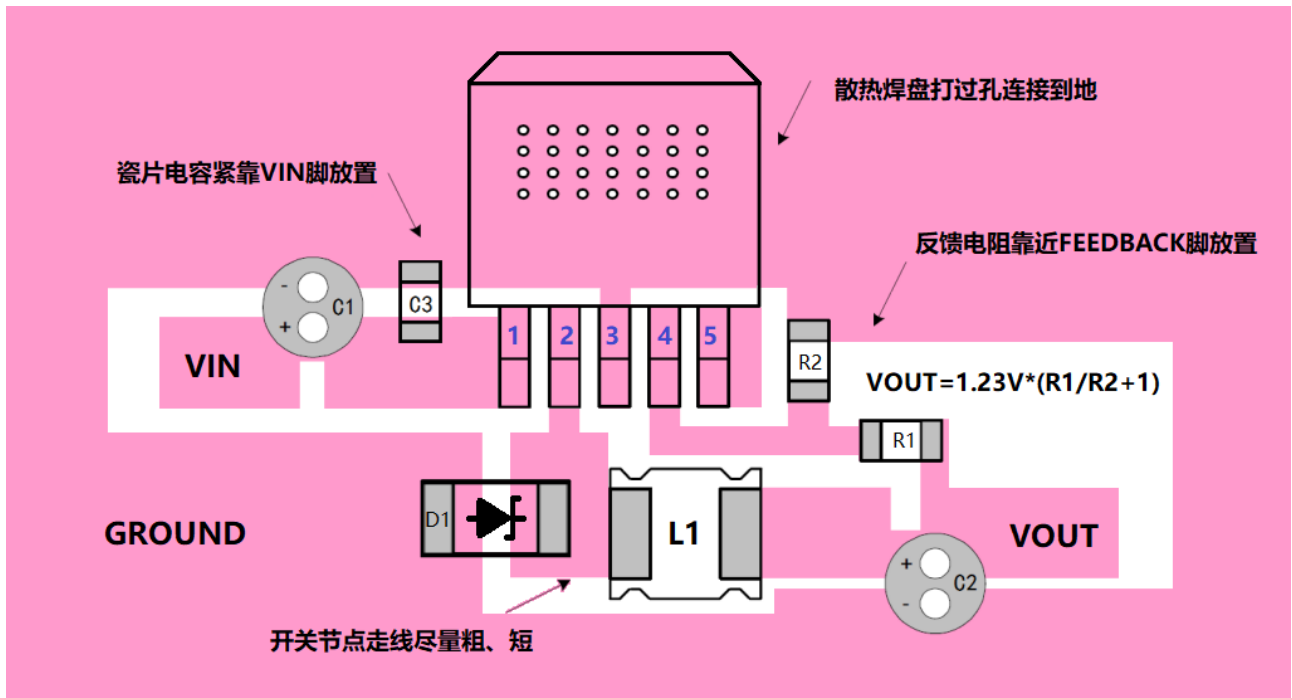 散热焊盘打过孔连接到地
瓷片电容紧靠VIN脚放置
反馈电阻靠近FEEDBACK脚放置
- C1
+
C3
1 2 3 4 5
VIN
R2
VOUT=1.23V*(R1/R2+1)
R1
D1
L1
GROUND
VOUT
+ C2
-
开关节点走线尽量粗、短